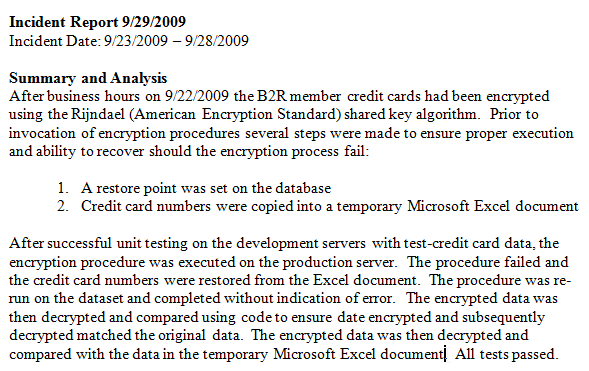 Incident Report 9/29/2009
Incident Date: 9/23/2009 – 9/28/2009
Summary and Analysis
After business hours on 9/22/2009 the B2R member credit cards had been encrypted
using the Rijndael (American Encryption Standard) shared key algorithm.  Prior to
invocation of encryption procedures several steps were made to ensure proper execution
and ability to recover should the encryption process fail:
1. A restore point was set on the database
2. Credit card numbers were copied into a temporary Microsoft Excel document
After successful unit testing on the development servers with test-credit card data, the
encryption procedure was executed on the production server.  The procedure failed and
the credit card numbers were restored from the Excel document.  The procedure was re-
run on the dataset and completed without indication of error.  The encrypted data was
then decrypted and compared using code to ensure date encrypted and subsequently
decrypted matched the original data.  The encrypted data was then decrypted and
compared with the data in the temporary Microsoft Excel document  All tests passed.